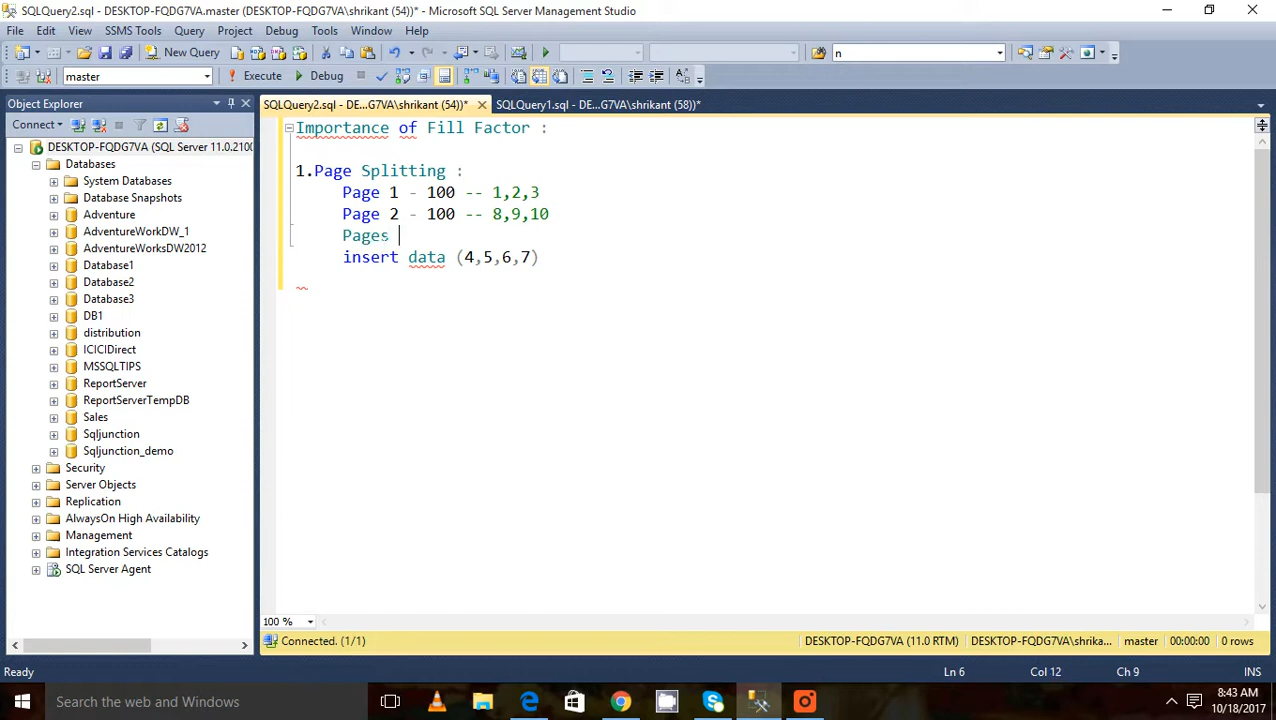 SQLQuery2.sql - DESKTOP-FQDG7VA.master (DESKTOP-FQDG7VA\shrikant (54))* - Microsoft SQL Server Management Studio
File Edit View SSMS Tools Query Project Debug Tools Window Help
New Query
n
master
Execute
Debug
Object Explorer
SQLQuery2.sql - DE...G7VA\shrikant (54))*
SQLQuery1.sql - DE...G7VA\shrikant (58))*
Connect
DESKTOP-FQDG7VA (SQL Server 11.0.2100
Databases
System Databases
Database Snapshots
Adventure
AdventureWorkDW_1
AdventureWorksDW2012
Database1
Database2
Database3
DB1
distribution
ICICIDirect
MSSQLTIPS
ReportServer
ReportServerTempDB
Sales
Sqljunction
Sqljunction_demo
Security
Server Objects
Replication
AlwaysOn High Availability
Management
Integration Services Catalogs
SQL Server Agent
Importance of Fill Factor :
1.Page Splitting :
Page 1 - 100 -- 1,2,3
Page 2 - 100 -- 8,9,10
Pages
insert data (4,5,6,7)
100 %
Connected. (1/1)
DESKTOP-FQDG7VA (11.0 RTM)
DESKTOP-FQDG7VA\shrika...
master
00:00:00
0 rows
Ready
Ln 6
Col 12
Ch 9
INS
Search the web and Windows
8:43 AM
10/18/2017